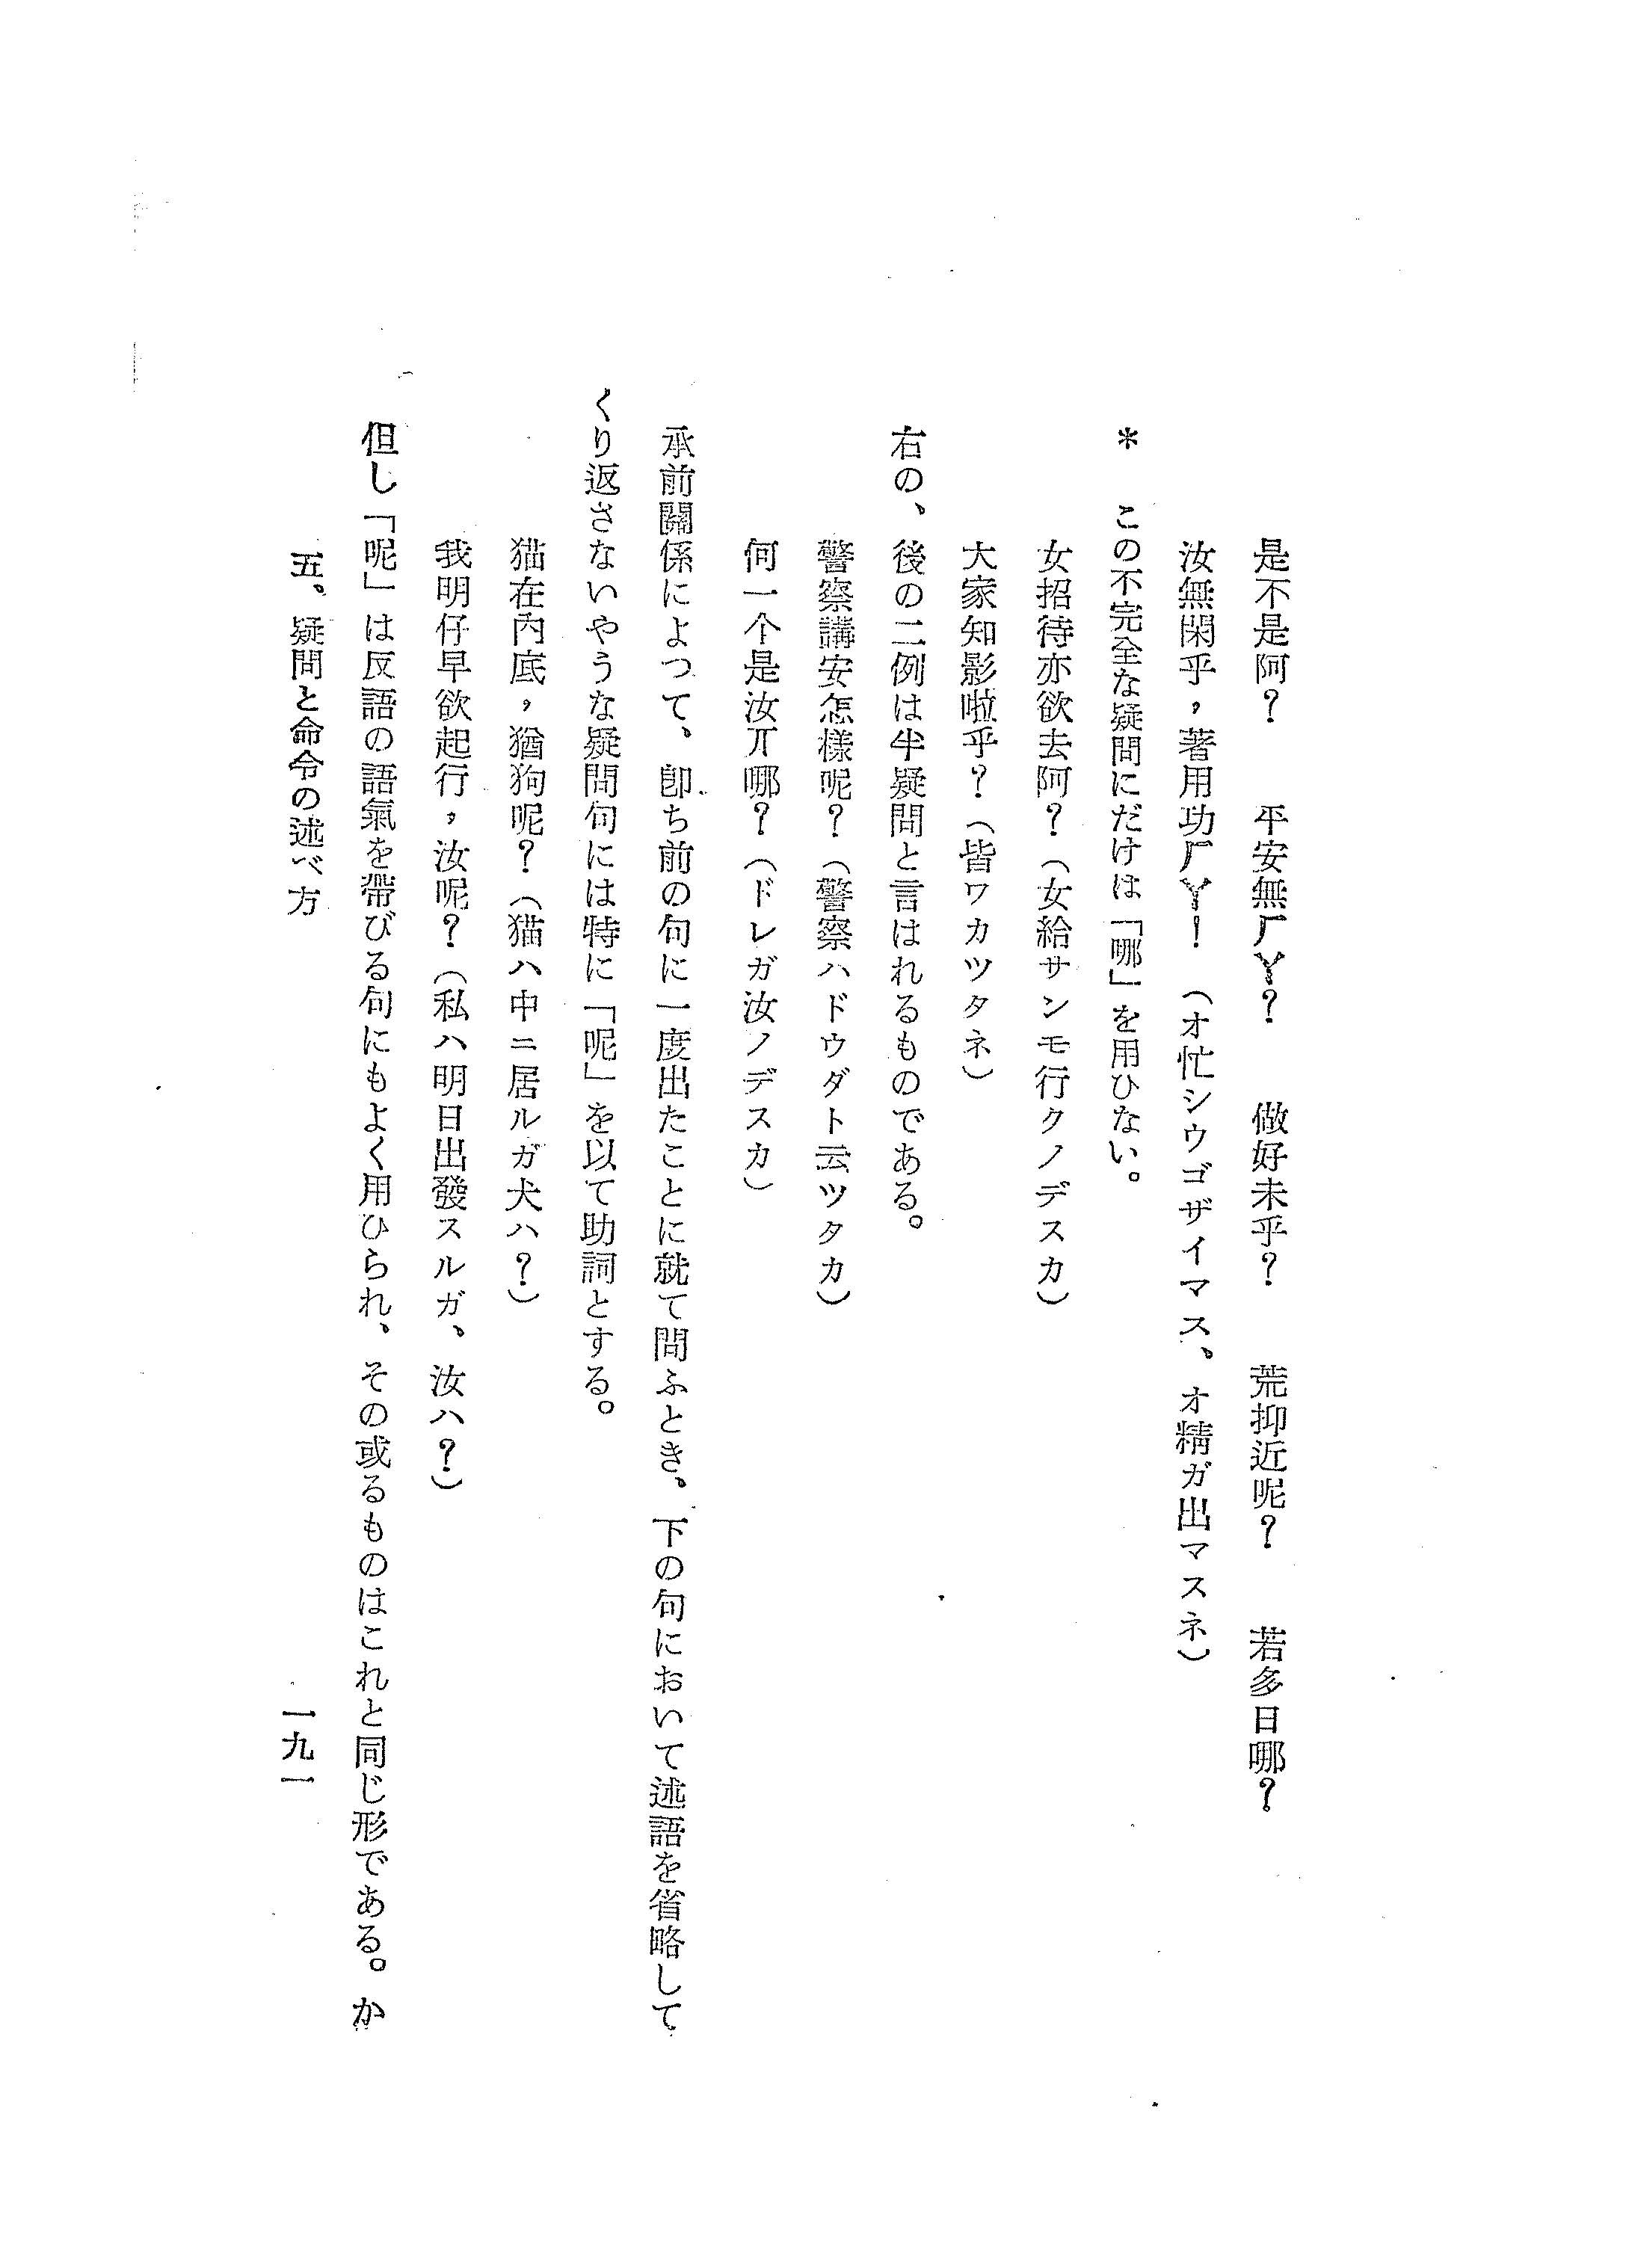 是不是阿？　平安無ㄏㄚ？　做好未乎？　荒抑近呢？　若多日哪？
汝無閑乎，著用功ㄏㄚ！（オ忙シウゴザイマス、オ精ガ出マスネ）
＊　この不完全な疑問にだけは「哪」を用ひない。
女招待亦欲去阿？（女給サンモ行クノデスカ）
大家知影啦乎？（皆ワカツタネ）
右の、後の二例は半疑問と言はれるものである。
警察講安怎樣呢？（警察ハドウダト云ツタカ）
何一个是汝丌哪？（ドレガ汝ノデスカ）
承前關係によつて、卽ち前の句に一度出たことに就て問ふとき、下の句において述語を省略して
くり返さないやうな疑問句には特に「呢」を以て助詞とする。
猫在內底，猶狗呢？（猫ハ中ニ居ルガ犬ハ？）
我明仔早欲起行，汝呢？（私ハ明日出發スルガ、汝ハ？）
但し「呢」は反語の語氣を帶びる句にもよく用ひられ、その或るものはこれと同じ形である。か
五、疑問と命令の述べ方
一九一